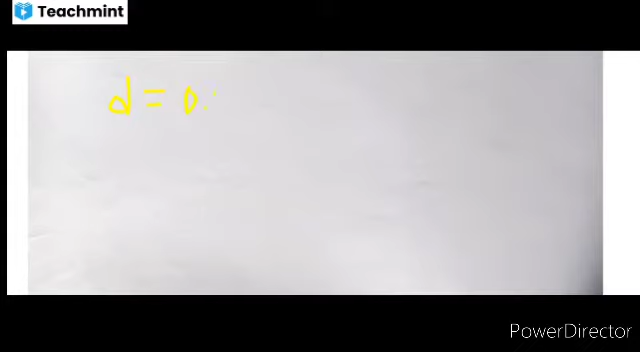 Teachmint
d = 0.
PowerDirector